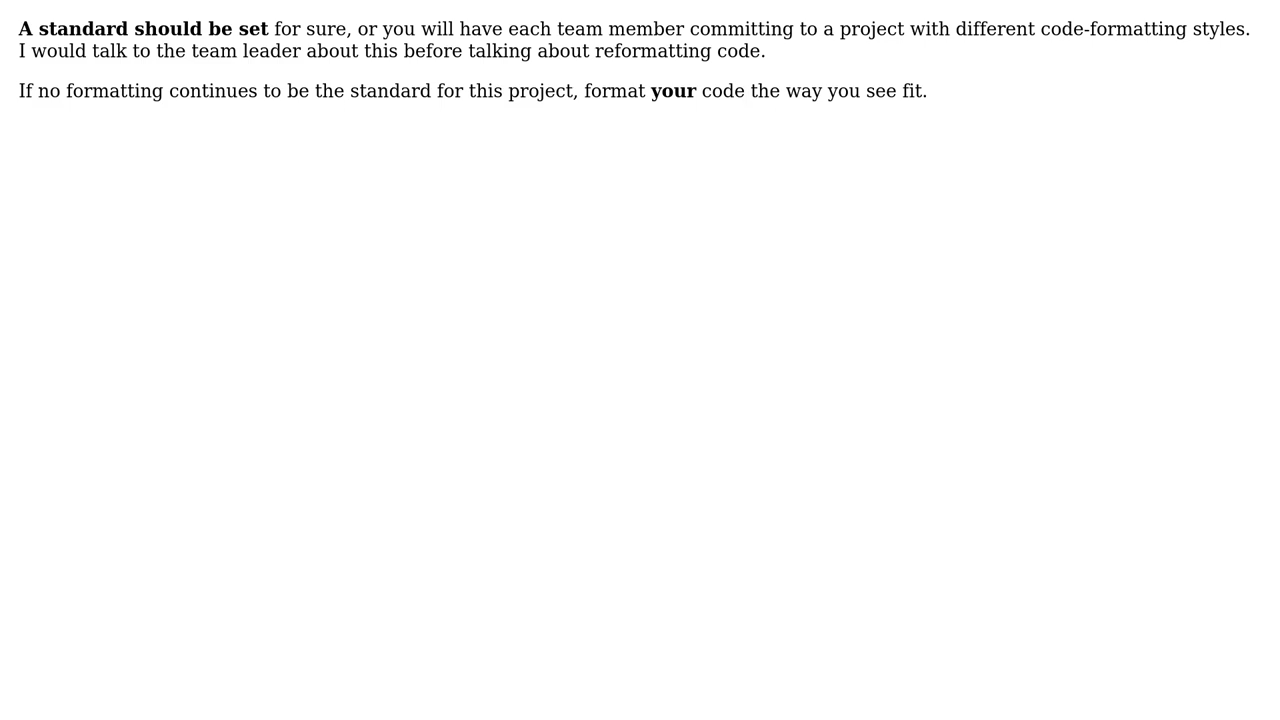 A standard should be set for sure, or you will have each team member committing to a project with different code-formatting styles.
I would talk to the team leader about this before talking about reformatting code.
If no formatting continues to be the standard for this project, format your code the way you see fit.